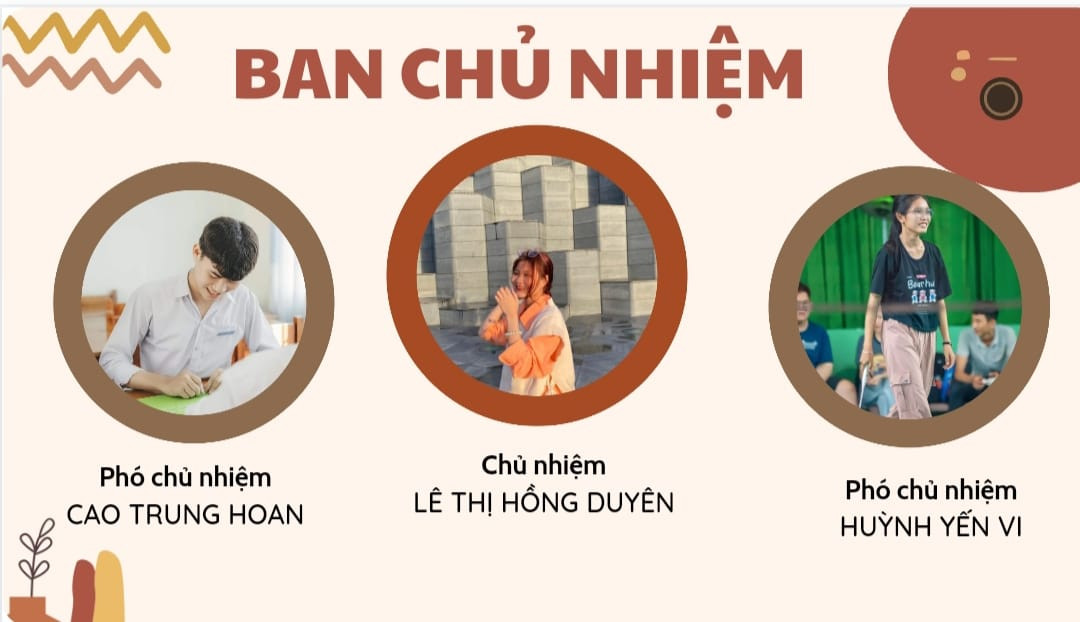 BAN CHỦ NHIỆM
Phó chủ nhiệm
CAO TRUNG HOAN
Chủ nhiệm
LÊ THỊ HỒNG DUYÊN
Phó chủ nhiệm
HUỲNH YẾN VI